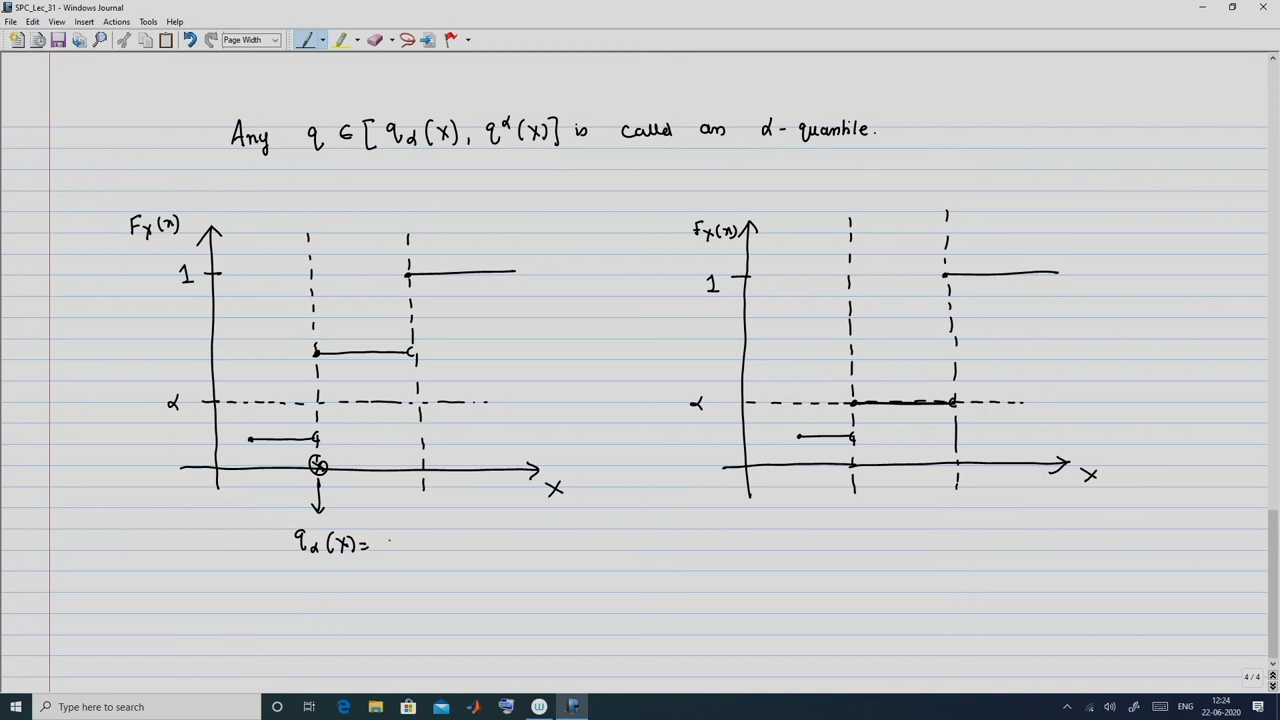 SPC_Lec_31 - Windows Journal
File Edit View Insert Actions Tools Help
Page Width
Any q ∈ [ q_α(X), q^α(X) ] is called an α-quantile.
F_X(x)
1
α
X
q_α(X) =
F_X(x)
1
α
X
4 / 4
Type here to search
12:24
22-06-2020